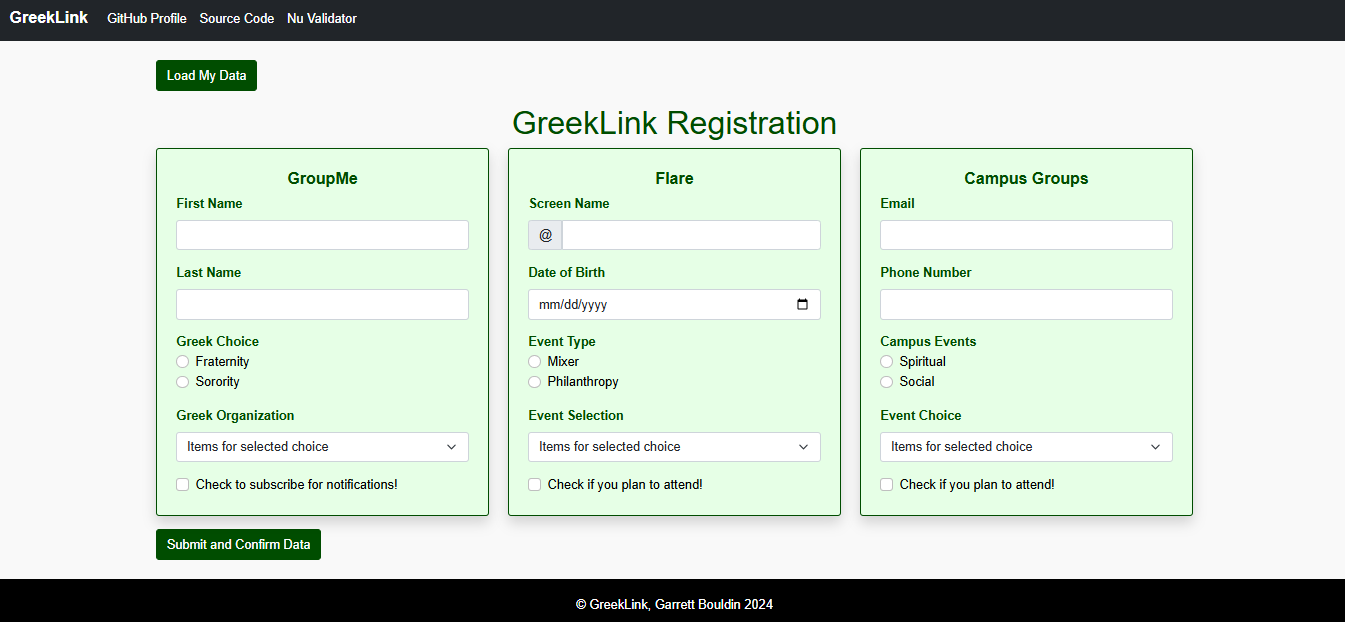 GreekLink GitHub Profile Source Code Nu Validator
Load My Data
GreekLink Registration
GroupMe
First Name
Last Name
Greek Choice
Fraternity
Sorority
Greek Organization
Items for selected choice
Check to subscribe for notifications!
Flare
Screen Name
@
Date of Birth
mm/dd/yyyy
Event Type
Mixer
Philanthropy
Event Selection
Items for selected choice
Check if you plan to attend!
Campus Groups
Email
Phone Number
Campus Events
Spiritual
Social
Event Choice
Items for selected choice
Check if you plan to attend!
Submit and Confirm Data
© GreekLink, Garrett Bouldin 2024